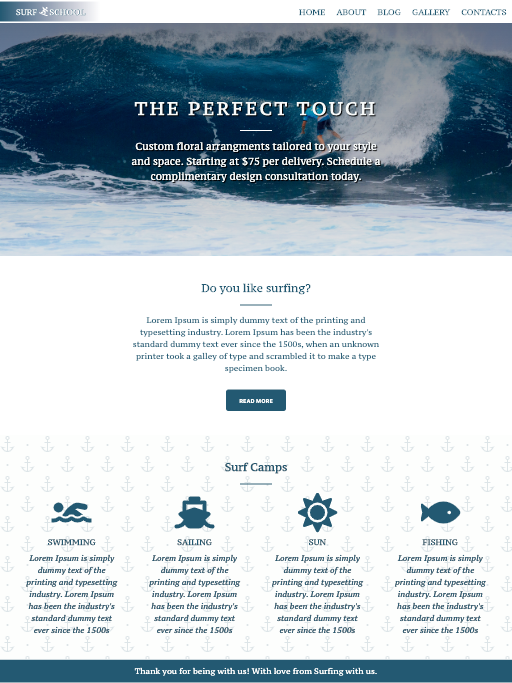 SURF SCHOOL
HOME ABOUT BLOG GALLERY CONTACTS
THE PERFECT TOUCH
Custom floral arrangments tailored to your style
and space. Starting at $75 per delivery. Schedule a
complimentary design consultation today.
Do you like surfing?
Lorem Ipsum is simply dummy text of the printing and
typesetting industry. Lorem Ipsum has been the industry's
standard dummy text ever since the 1500s, when an unknown
printer took a galley of type and scrambled it to make a type
specimen book.
READ MORE
Surf Camps
SWIMMING
Lorem Ipsum is simply
dummy text of the
printing and typesetting
industry. Lorem Ipsum
has been the industry's
standard dummy text
ever since the 1500s
SAILING
Lorem Ipsum is simply
dummy text of the
printing and typesetting
industry. Lorem Ipsum
has been the industry's
standard dummy text
ever since the 1500s
SUN
Lorem Ipsum is simply
dummy text of the
printing and typesetting
industry. Lorem Ipsum
has been the industry's
standard dummy text
ever since the 1500s
FISHING
Lorem Ipsum is simply
dummy text of the
printing and typesetting
industry. Lorem Ipsum
has been the industry's
standard dummy text
ever since the 1500s
Thank you for being with us! With love from Surfing with us.